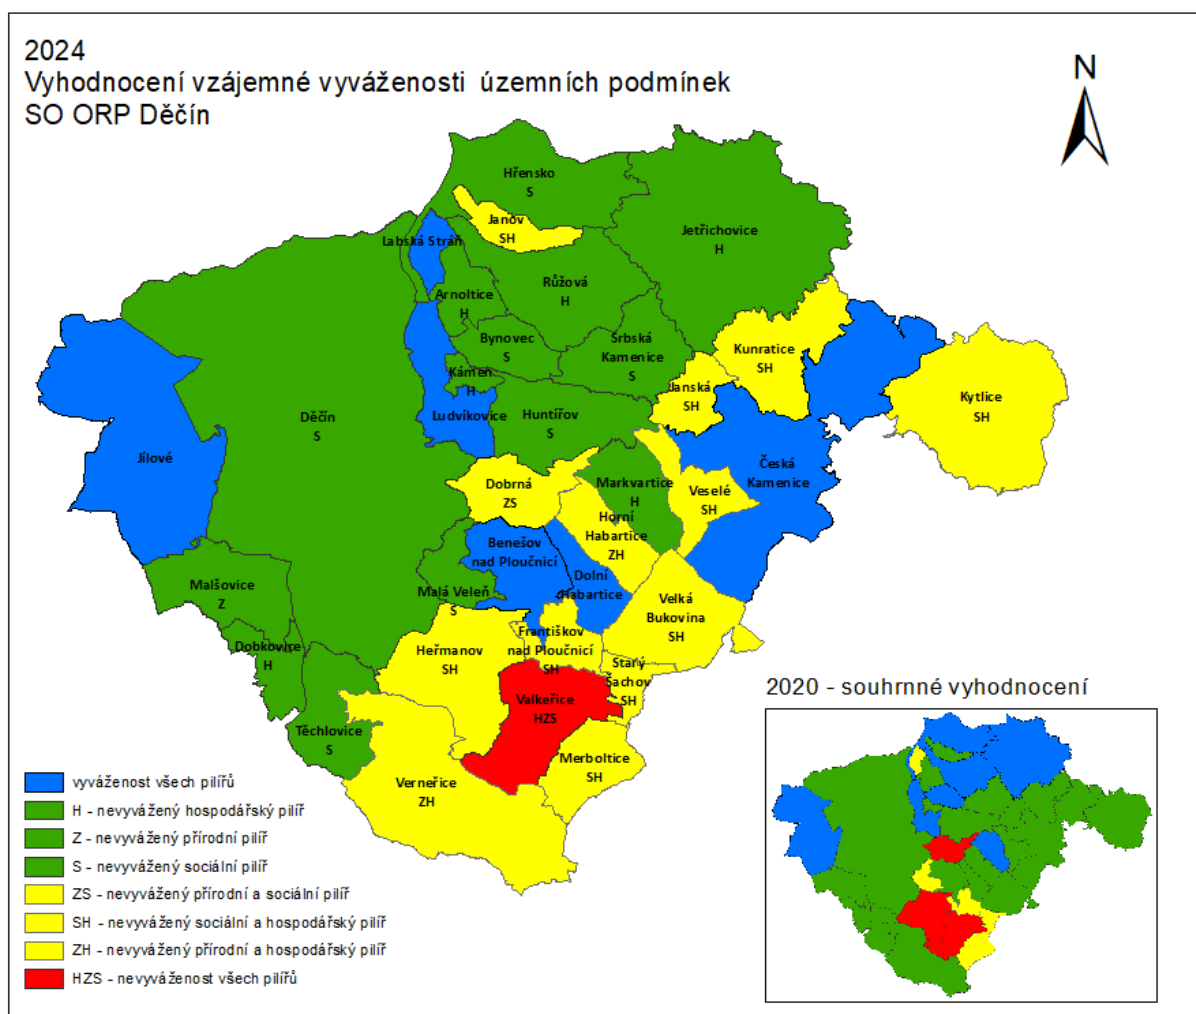 2024
Vyhodnocení vzájemné vyváženosti územních podmínek
SO ORP Děčín
N
Hřensko
S
Janov
SH
Jetřichovice
H
Labská Stráň
Růžová
H
Arnoltice
H
Bynovec
S
Srbská
Kamenice
S
Kunratice
SH
Kámen
H
Janská
SH
Kytlice
SH
Ludvíkovice
Huntířov
S
Děčín
S
Jílové
Česká
Kamenice
Dobrná
ZS
Markvartice
H
Veselé
SH
Horní
Habartice
ZH
Benešov
nad Ploučnicí
Dolní
Habartice
Malšovice
Z
Malá Veleň
S
Velká
Bukovina
SH
Dobkovice
H
Heřmanov
SH
Františkov
nad Ploučnicí
SH
Starý
Šachov
SH
Valkeřice
HZS
Těchlovice
S
Merboltice
SH
Verneřice
ZH
2020 - souhrnné vyhodnocení
vyváženost všech pilířů
H - nevyvážený hospodářský pilíř
Z - nevyvážený přírodní pilíř
S - nevyvážený sociální pilíř
ZS - nevyvážený přírodní a sociální pilíř
SH - nevyvážený sociální a hospodářský pilíř
ZH - nevyvážený přírodní a hospodářský pilíř
HZS - nevyváženost všech pilířů